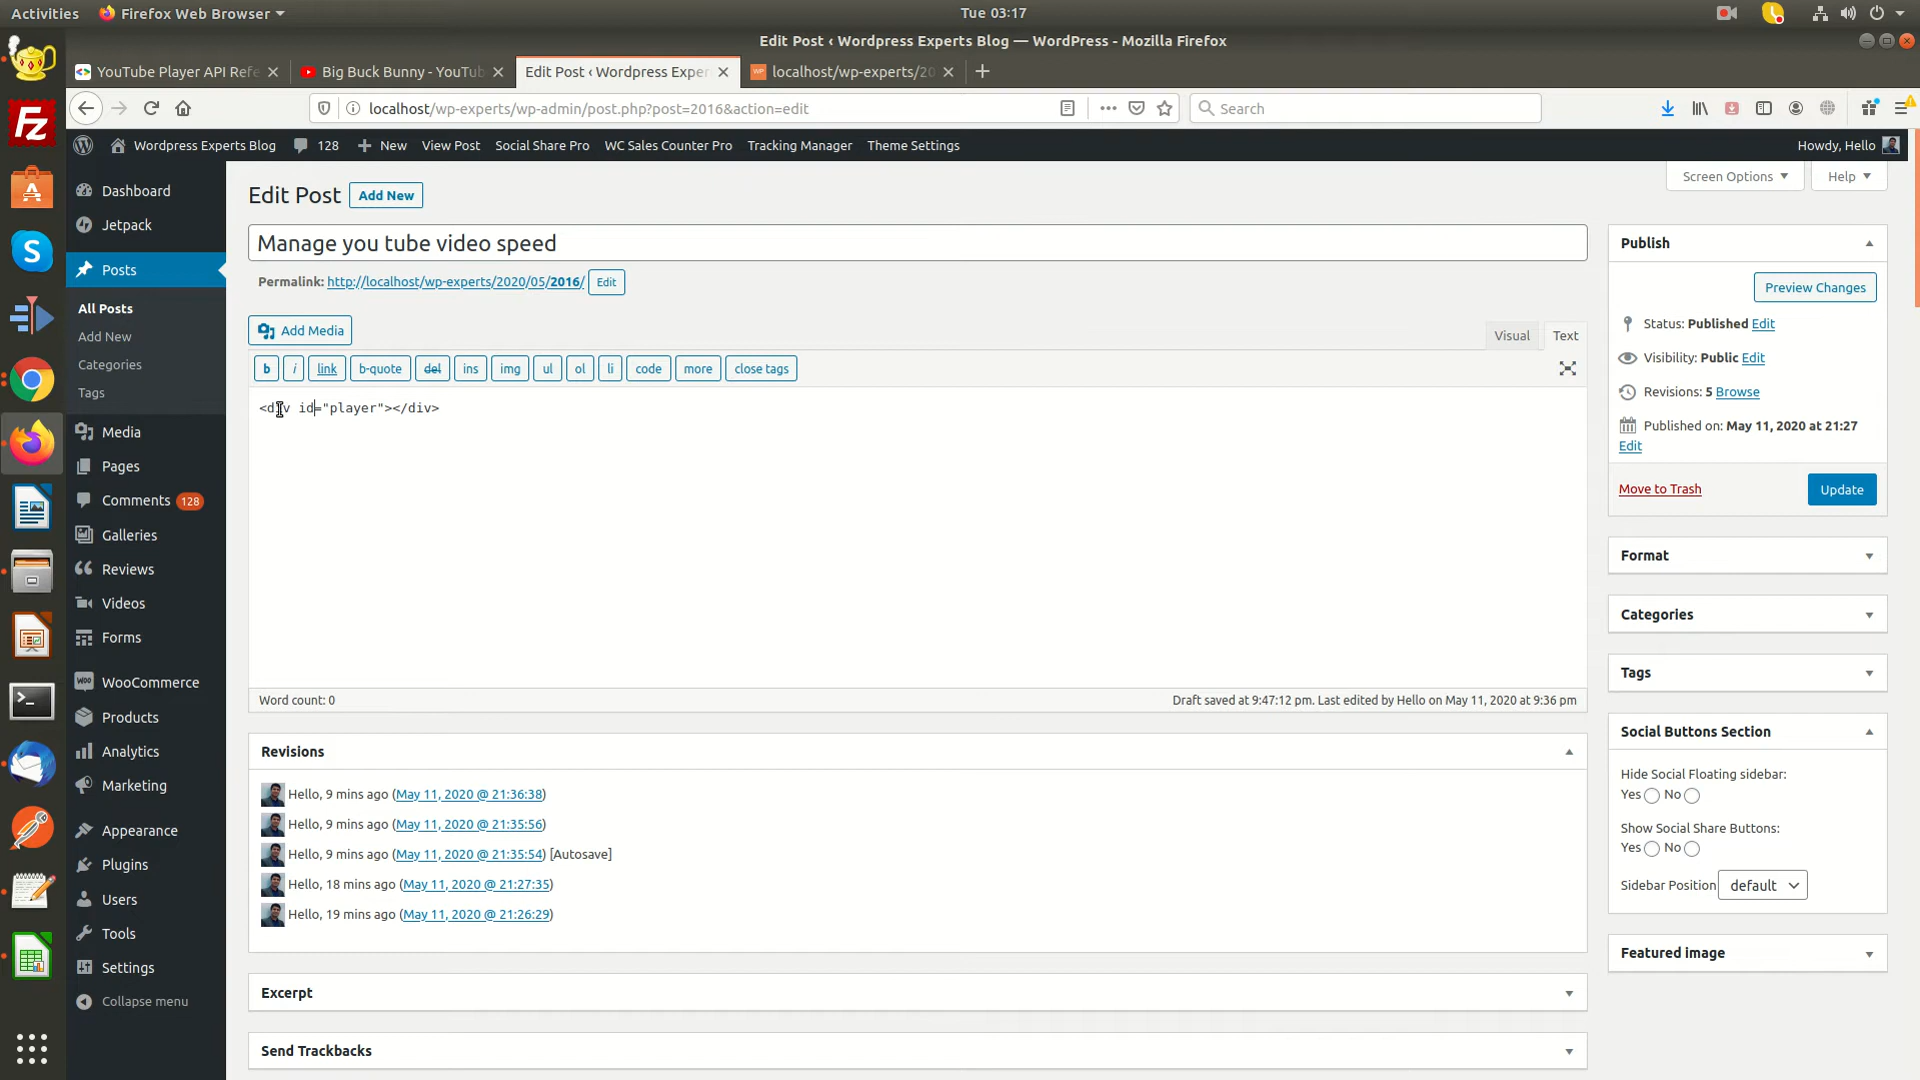 Activities Firefox Web Browser Tue 03:17
Edit Post ‹ Wordpress Experts Blog — WordPress - Mozilla Firefox
YouTube Player API Refe
Big Buck Bunny - YouTub
Edit Post ‹ Wordpress Exper
WP localhost/wp-experts/20
localhost/wp-experts/wp-admin/post.php?post=2016&action=edit
Search
Wordpress Experts Blog 128 New View Post Social Share Pro WC Sales Counter Pro Tracking Manager Theme Settings
Howdy, Hello
Dashboard
Jetpack
Posts
All Posts
Add New
Categories
Tags
Media
Pages
Comments 128
Galleries
Reviews
Videos
Forms
WOO WooCommerce
Products
Analytics
Marketing
Appearance
Plugins
Users
Tools
Settings
Collapse menu
Fz
Screen Options
Help
Edit Post Add New
Manage you tube video speed
Permalink: http://localhost/wp-experts/2020/05/2016/ Edit
Add Media
Visual Text
b i link b-quote del ins img ul ol li code more close tags
<div id="player"></div>
Word count: 0
Draft saved at 9:47:12 pm. Last edited by Hello on May 11, 2020 at 9:36 pm
Revisions
Hello, 9 mins ago (May 11, 2020 @ 21:36:38)
Hello, 9 mins ago (May 11, 2020 @ 21:35:56)
Hello, 9 mins ago (May 11, 2020 @ 21:35:54) [Autosave]
Hello, 18 mins ago (May 11, 2020 @ 21:27:35)
Hello, 19 mins ago (May 11, 2020 @ 21:26:29)
Excerpt
Send Trackbacks
Publish
Preview Changes
Status: Published Edit
Visibility: Public Edit
Revisions: 5 Browse
Published on: May 11, 2020 at 21:27
Edit
Move to Trash
Update
Format
Categories
Tags
Social Buttons Section
Hide Social Floating sidebar:
Yes No
Show Social Share Buttons:
Yes No
Sidebar Position default
Featured image